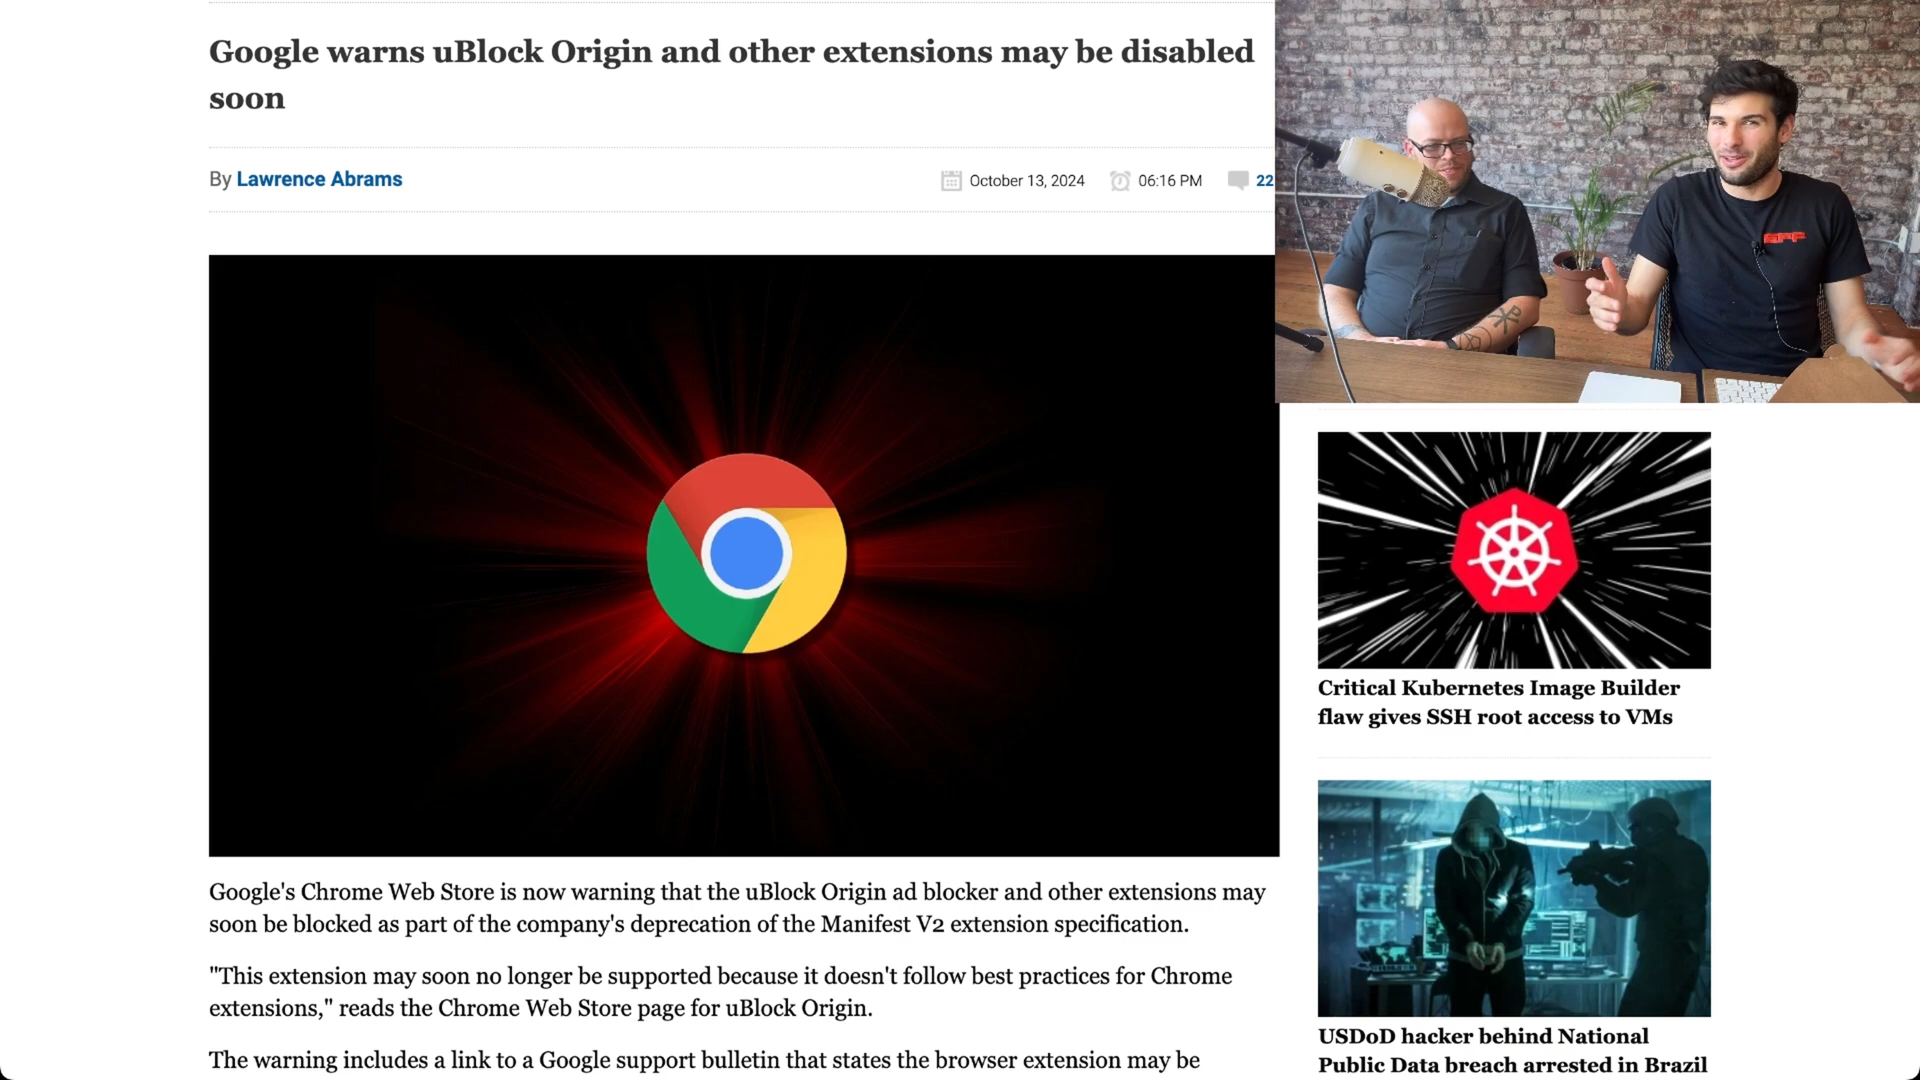 Google warns uBlock Origin and other extensions may be disabled
soon
By Lawrence Abrams
October 13, 2024
06:16 PM
22
Google's Chrome Web Store is now warning that the uBlock Origin ad blocker and other extensions may
soon be blocked as part of the company's deprecation of the Manifest V2 extension specification.
"This extension may soon no longer be supported because it doesn't follow best practices for Chrome
extensions," reads the Chrome Web Store page for uBlock Origin.
The warning includes a link to a Google support bulletin that states the browser extension may be
EFF
Critical Kubernetes Image Builder
flaw gives SSH root access to VMs
USDoD hacker behind National
Public Data breach arrested in Brazil